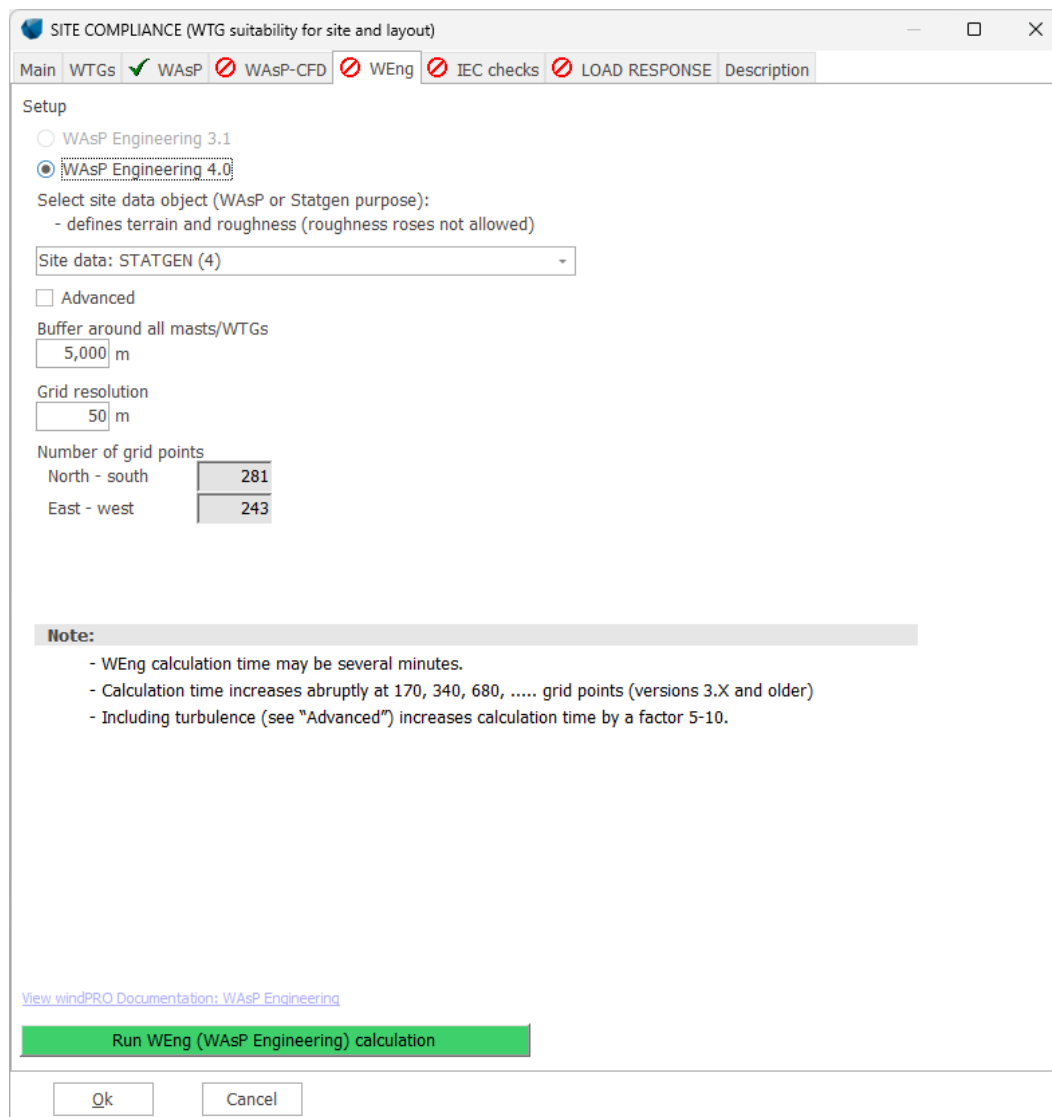 SITE COMPLIANCE (WTG suitability for site and layout)
Main WTGs WAsP WAsP-CFD WEng IEC checks LOAD RESPONSE Description
Setup
WAsP Engineering 3.1
WAsP Engineering 4.0
Select site data object (WAsP or Statgen purpose):
- defines terrain and roughness (roughness roses not allowed)
Site data: STATGEN (4)
Advanced
Buffer around all masts/WTGs
5,000 m
Grid resolution
50 m
Number of grid points
North - south 281
East - west 243
Note:
- WEng calculation time may be several minutes.
- Calculation time increases abruptly at 170, 340, 680, ..... grid points (versions 3.X and older)
- Including turbulence (see “Advanced”) increases calculation time by a factor 5-10.
View windPRO Documentation: WAsP Engineering
Run WEng (WAsP Engineering) calculation
Ok Cancel